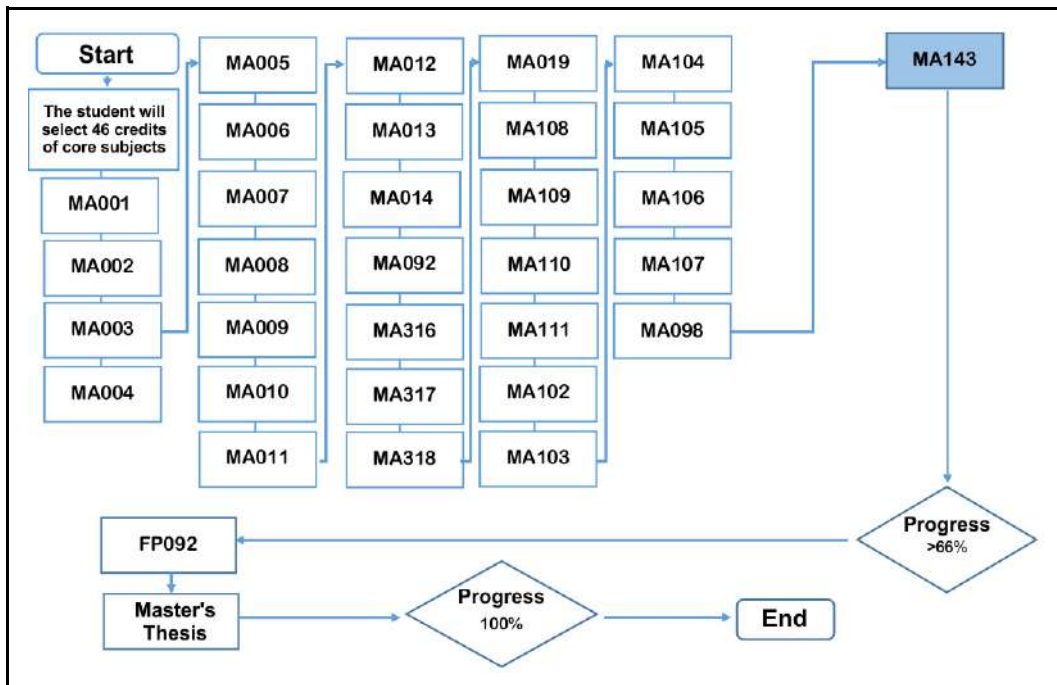 Start
The student will
select 46 credits
of core subjects
MA001
MA002
MA003
MA004
MA005
MA006
MA007
MA008
MA009
MA010
MA011
MA012
MA013
MA014
MA092
MA316
MA317
MA318
MA019
MA108
MA109
MA110
MA111
MA102
MA103
MA104
MA105
MA106
MA107
MA098
MA143
Progress
>66%
FP092
Master's
Thesis
Progress
100%
End